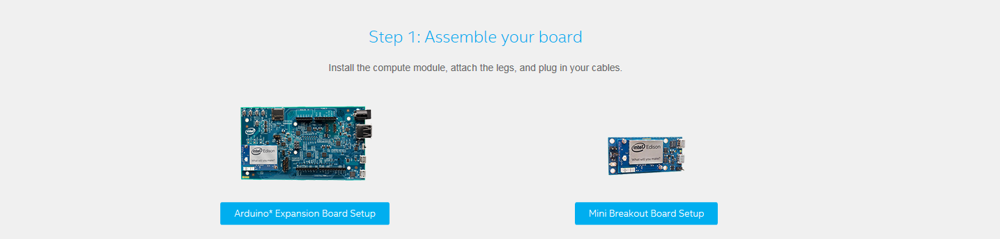 Step 1: Assemble your board
Install the compute module, attach the legs, and plug in your cables.
intel
intel Edison
What will you make?
intel Edison
What will you make?
Arduino* Expansion Board Setup
Mini Breakout Board Setup